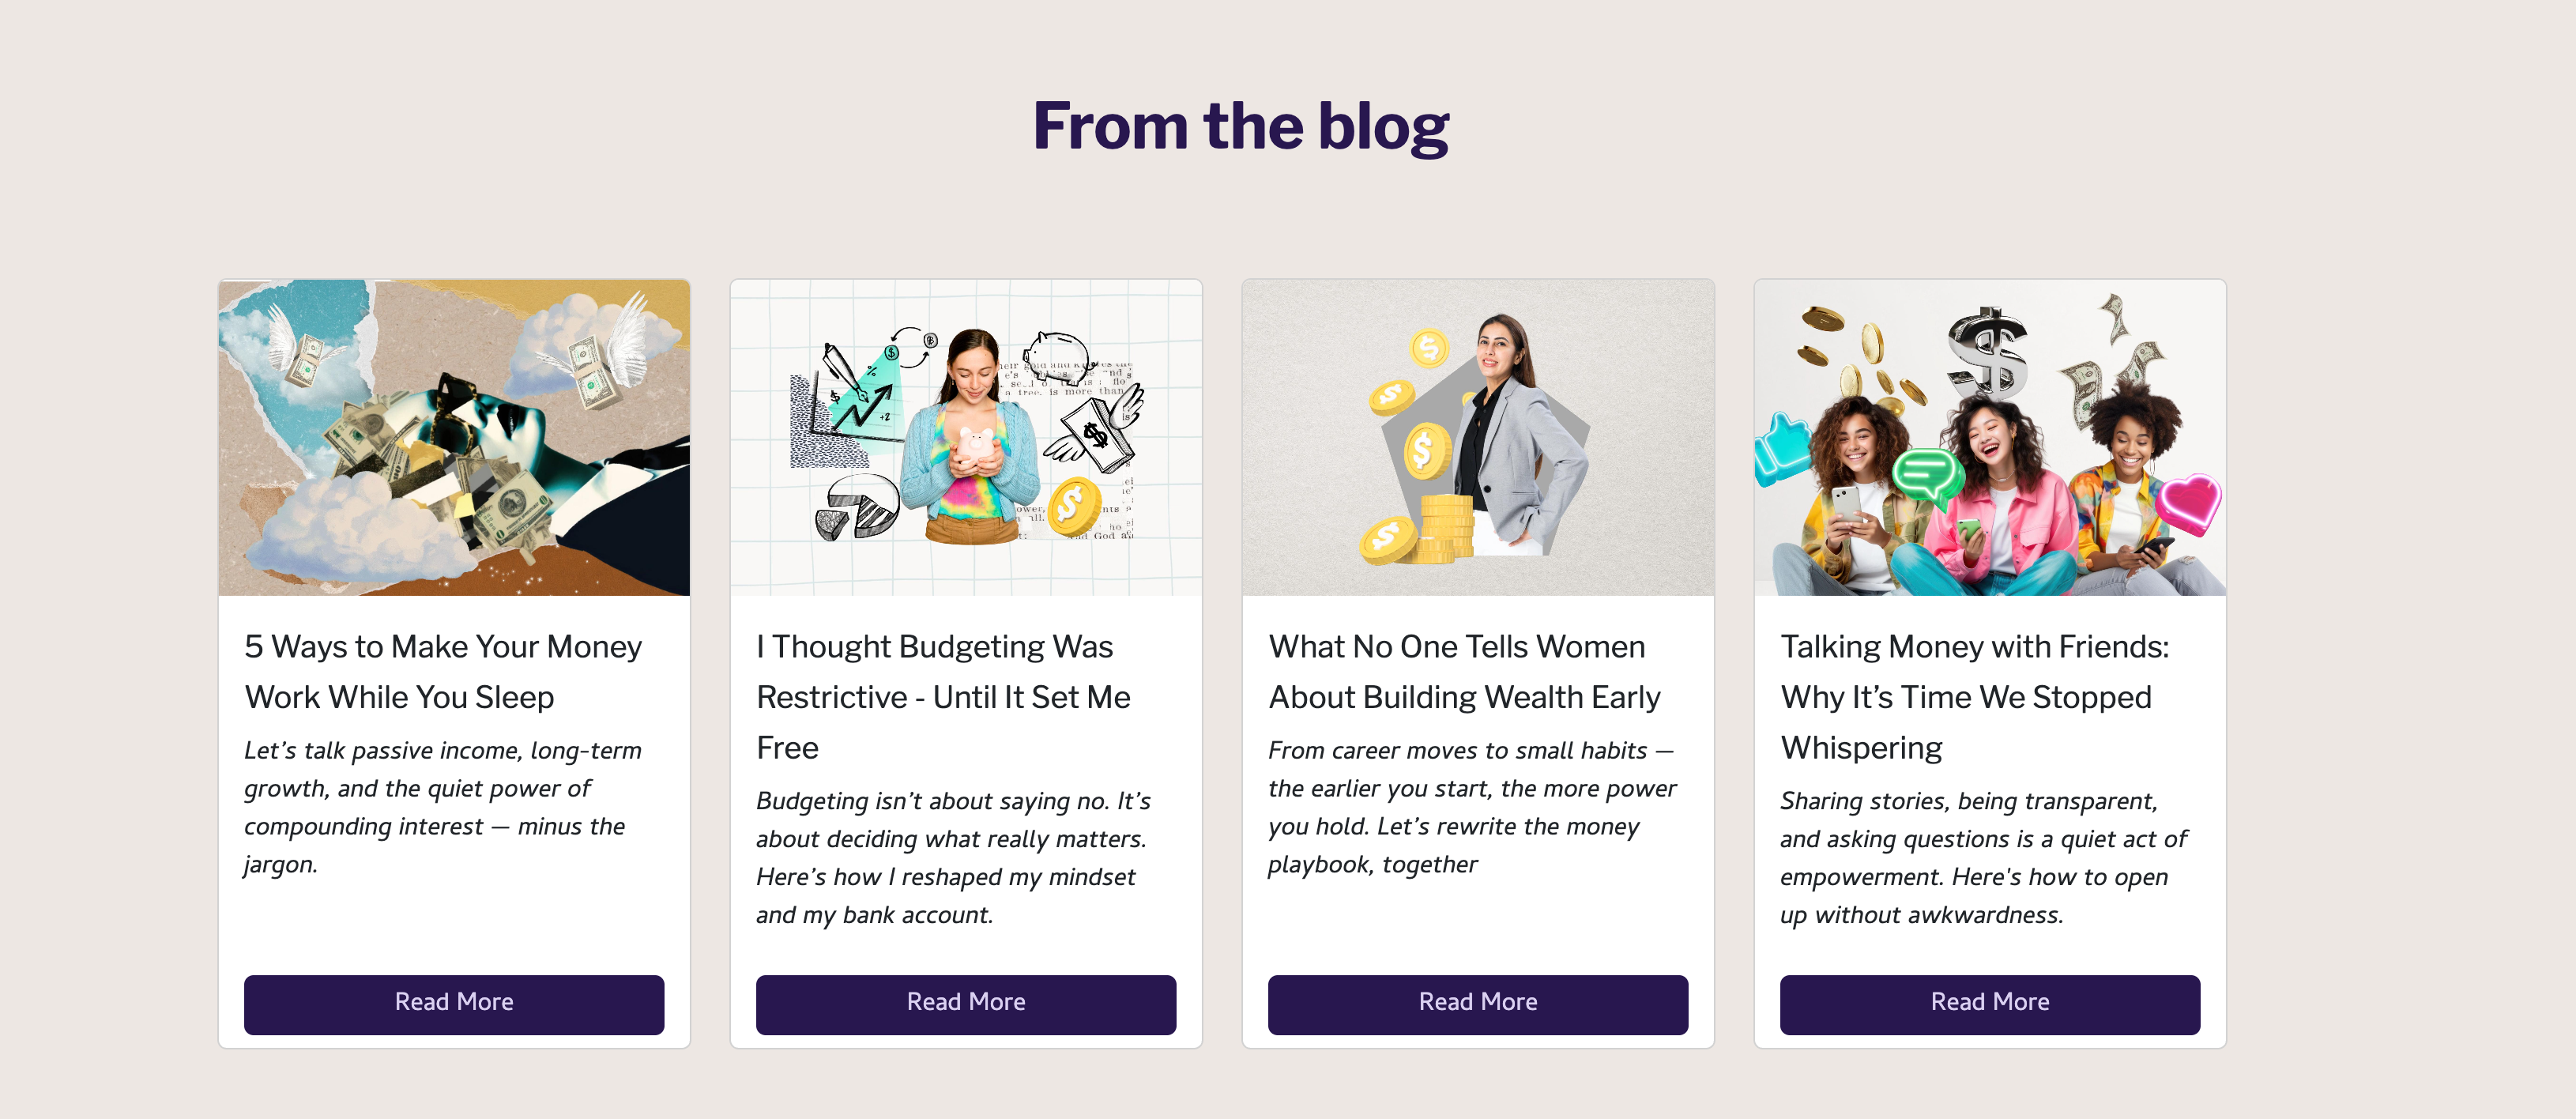 From the blog
5 Ways to Make Your Money
Work While You Sleep
Let’s talk passive income, long-term
growth, and the quiet power of
compounding interest — minus the
jargon.
Read More
I Thought Budgeting Was
Restrictive - Until It Set Me
Free
Budgeting isn’t about saying no. It’s
about deciding what really matters.
Here’s how I reshaped my mindset
and my bank account.
Read More
What No One Tells Women
About Building Wealth Early
From career moves to small habits —
the earlier you start, the more power
you hold. Let’s rewrite the money
playbook, together
Read More
Talking Money with Friends:
Why It’s Time We Stopped
Whispering
Sharing stories, being transparent,
and asking questions is a quiet act of
empowerment. Here's how to open
up without awkwardness.
Read More